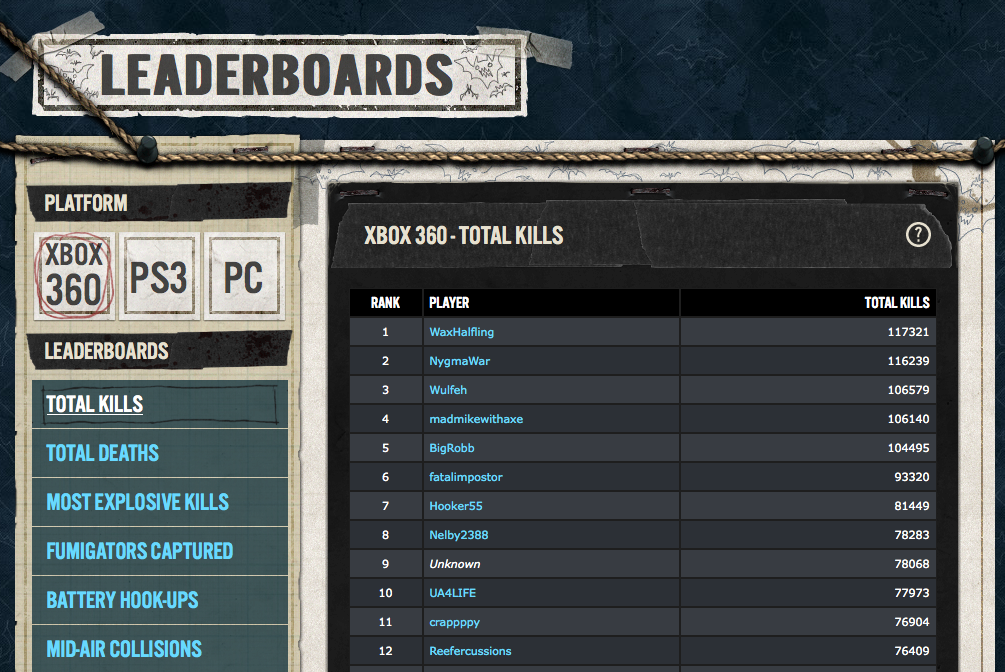 LEADERBOARDS
PLATFORM
XBOX 360
PS3
PC
LEADERBOARDS
TOTAL KILLS
TOTAL DEATHS
MOST EXPLOSIVE KILLS
FUMIGATORS CAPTURED
BATTERY HOOK-UPS
MID-AIR COLLISIONS
XBOX 360 - TOTAL KILLS ?
RANK PLAYER TOTAL KILLS
1 WaxHalfling 117321
2 NygmaWar 116239
3 Wulfeh 106579
4 madmikewithaxe 106140
5 BigRobb 104495
6 fatalimpostor 93320
7 Hooker55 81449
8 Nelby2388 78283
9 Unknown 78068
10 UA4LIFE 77973
11 crappppy 76904
12 Reefercussions 76409